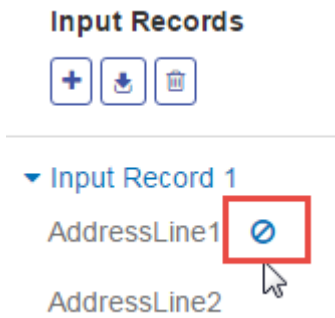 Input Records
Input Record 1
AddressLine1
AddressLine2